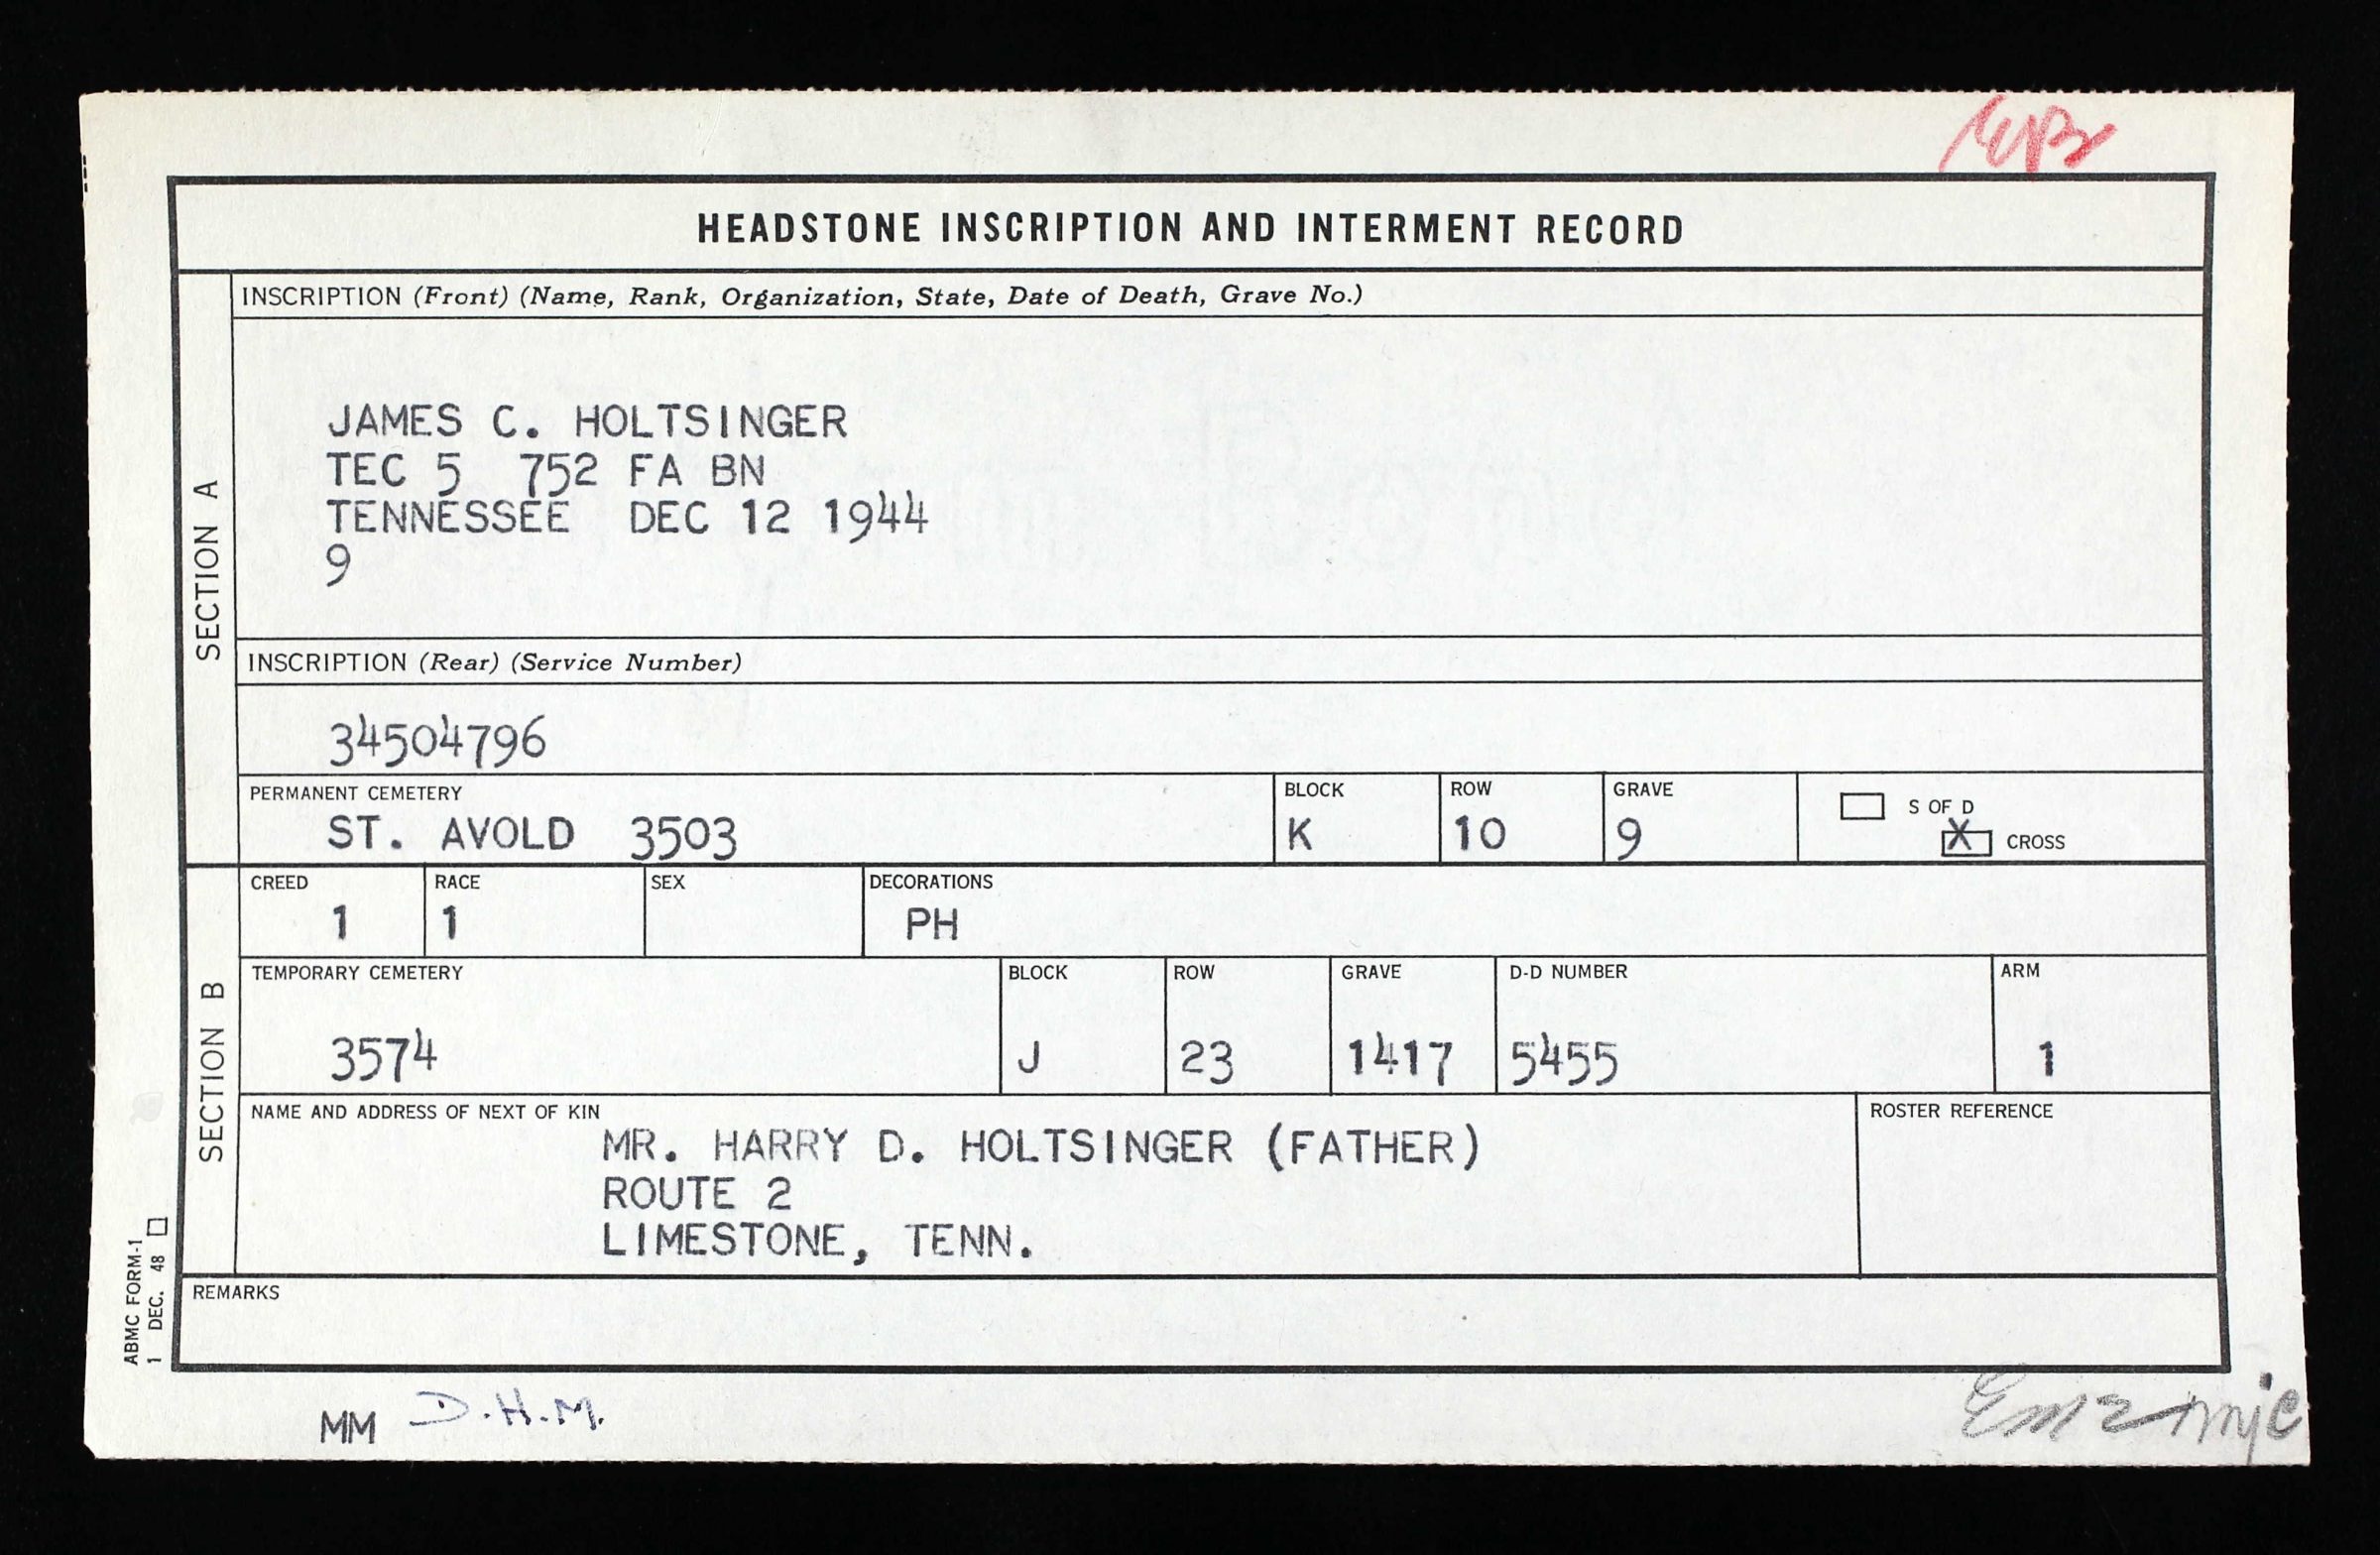 HEADSTONE INSCRIPTION AND INTERMENT RECORD
SECTION A
INSCRIPTION (Front) (Name, Rank, Organization, State, Date of Death, Grave No.)
JAMES C. HOLTSINGER
TEC 5 752 FA BN
TENNESSEE DEC 12 1944
9
INSCRIPTION (Rear) (Service Number)
34504796
PERMANENT CEMETERY BLOCK ROW GRAVE
ST. AVOLD 3503 K 10 9
S OF D
X CROSS
SECTION B
CREED RACE SEX DECORATIONS
1 1 PH
TEMPORARY CEMETERY BLOCK ROW GRAVE D-D NUMBER ARM
3574 J 23 1417 5455 1
NAME AND ADDRESS OF NEXT OF KIN ROSTER REFERENCE
MR. HARRY D. HOLTSINGER (FATHER)
ROUTE 2
LIMESTONE, TENN.
REMARKS
ABMC FORM-1
1 DEC. 48
MM D.H.M.